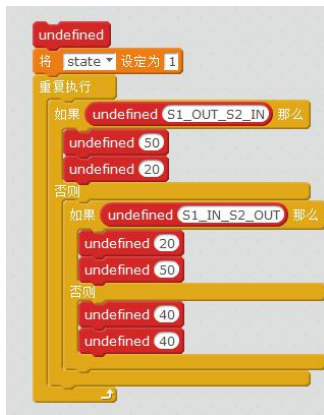 undefined
将 state 设定为 1
重复执行
如果 undefined S1_OUT_S2_IN 那么
undefined 50
undefined 20
否则
如果 undefined S1_IN_S2_OUT 那么
undefined 20
undefined 50
否则
undefined 40
undefined 40